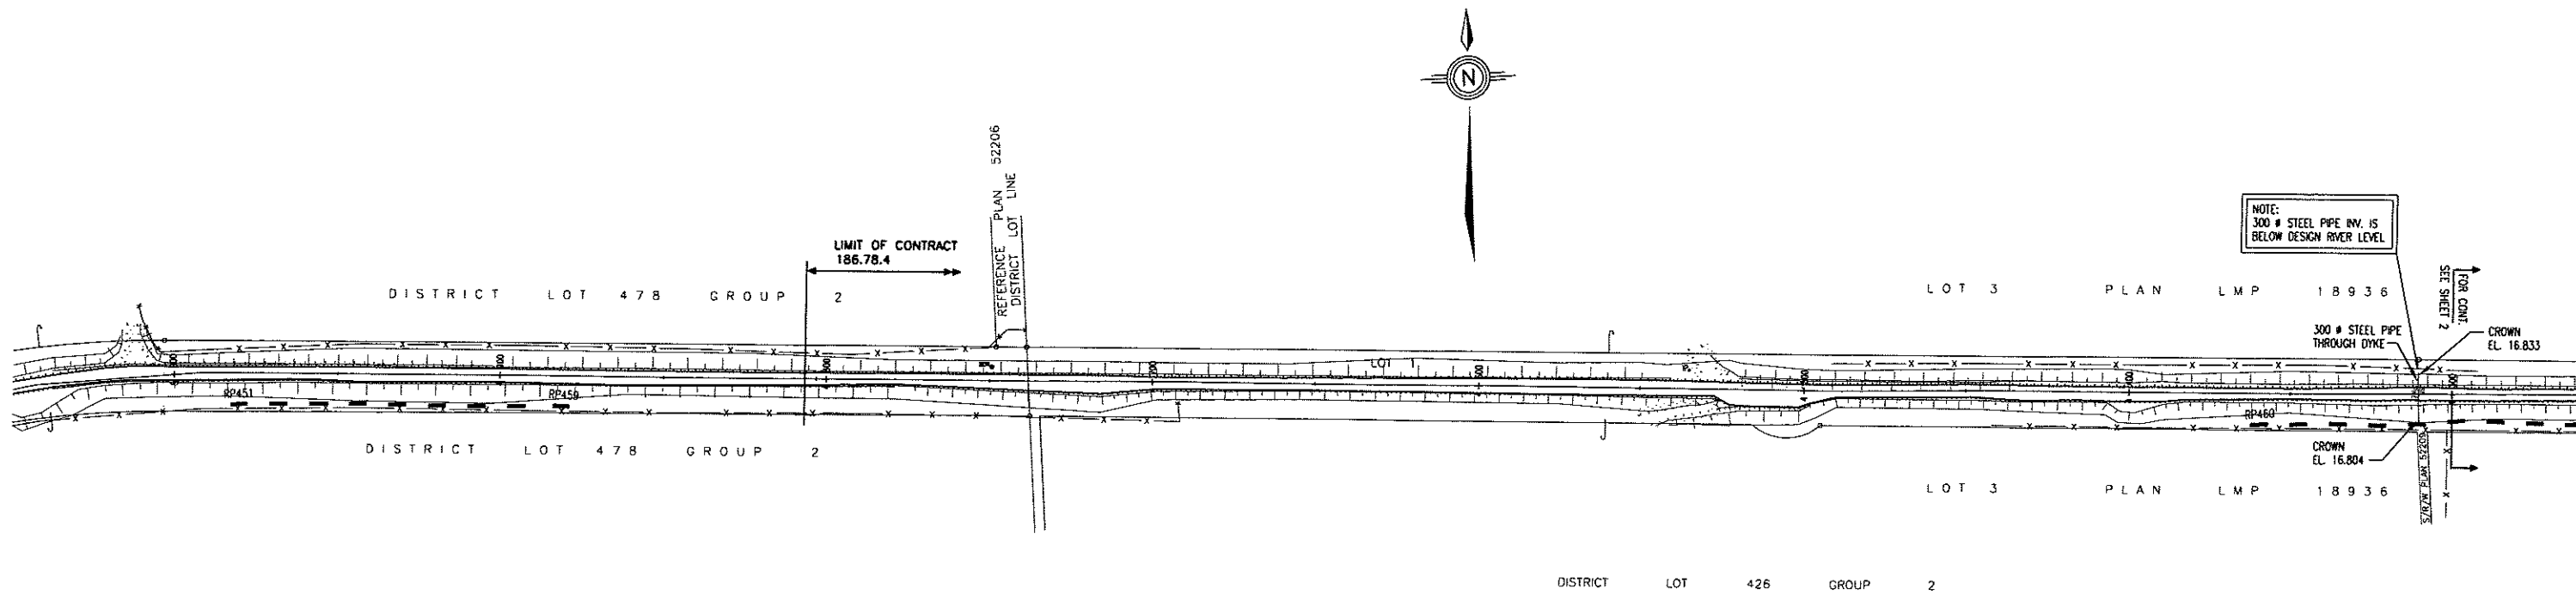 N
REFERENCE PLAN 52206
DISTRICT LOT LINE
LIMIT OF CONTRACT
186.78.4
NOTE:
300 ø STEEL PIPE INV. IS
BELOW DESIGN RIVER LEVEL
DISTRICT LOT 478 GROUP 2
LOT 3 PLAN LMP 18936
FOR CONT.
SEE SHEET 2
300 ø STEEL PIPE
THROUGH DYKE
CROWN
EL. 16.833
LOT 1
RP451
RP459
RP460
DISTRICT LOT 478 GROUP 2
CROWN
EL. 16.804
LOT 3 PLAN LMP 18936
S/R/W PLAN 52209
DISTRICT LOT 426 GROUP 2